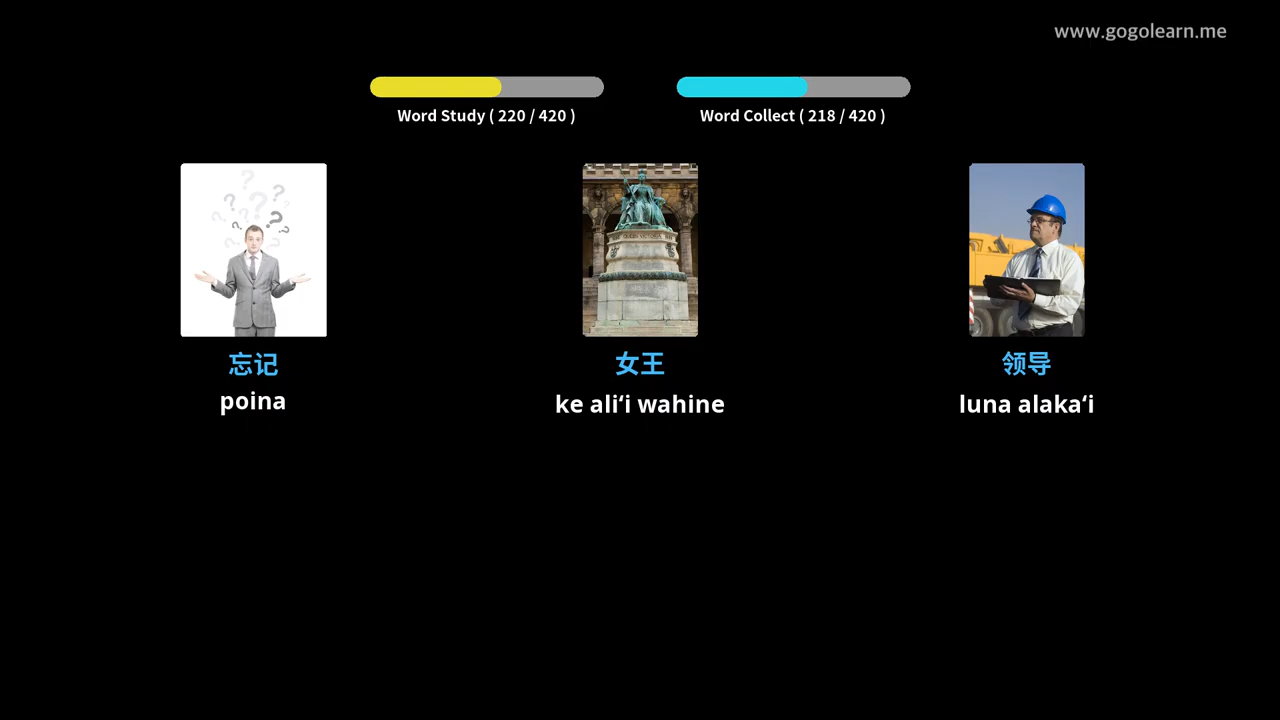 www.gogolearn.me
Word Study ( 220 / 420 )
Word Collect ( 218 / 420 )
忘记
女王
领导
poina
ke aliʻi wahine
luna alakaʻi